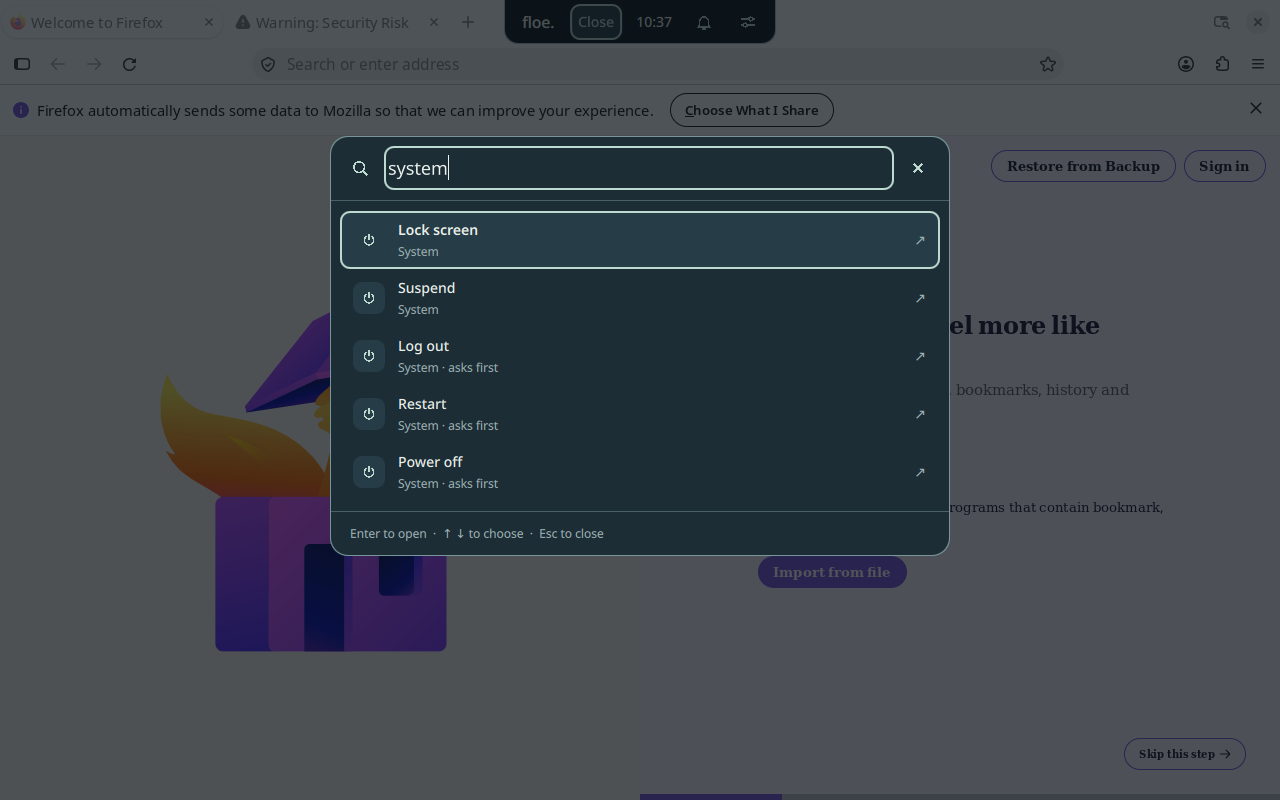 Welcome to Firefox
Warning: Security Risk
floe.
Close
10:37
Search or enter address
Firefox automatically sends some data to Mozilla so that we can improve your experience.
Choose What I Share
Restore from Backup
Sign in
system
Lock screen
System
Suspend
System
Log out
System · asks first
Restart
System · asks first
Power off
System · asks first
Enter to open · ↑ ↓ to choose · Esc to close
more like
bookmarks, history and
that contain bookmark,
Import from file
Skip this step →